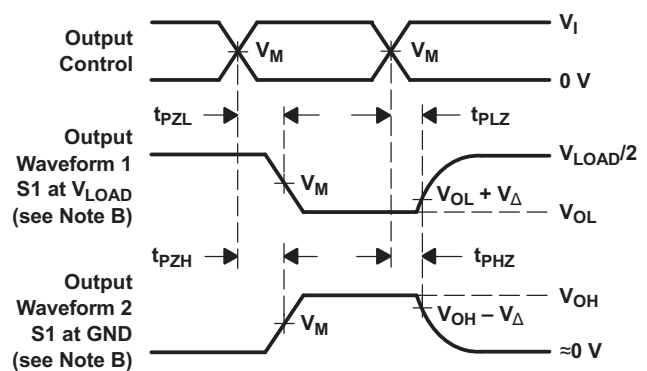 Output
Control
V_I
V_M
V_M
0 V
t_PZL
t_PLZ
Output
Waveform 1
S1 at V_LOAD
(see Note B)
V_LOAD/2
V_M
V_OL + V_Δ
V_OL
t_PZH
t_PHZ
Output
Waveform 2
S1 at GND
(see Note B)
V_OH
V_M
V_OH – V_Δ
≈0 V